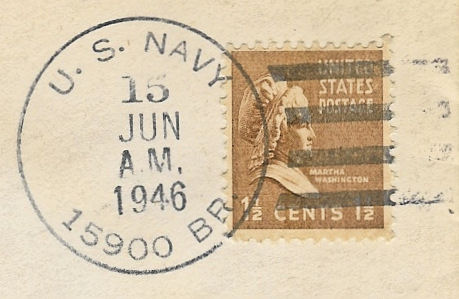 U. S. NAVY
15
JUN
A.M.
1946
15900 BR.
UNITED
STATES
POSTAGE
MARTHA
WASHINGTON
1½ CENTS 1½